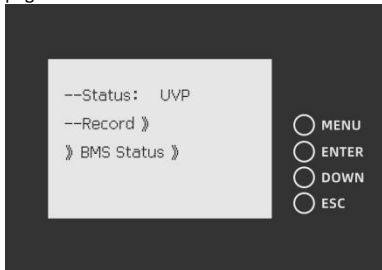 --Status: UVP
--Record 》
》 BMS Status 》
MENU
ENTER
DOWN
ESC